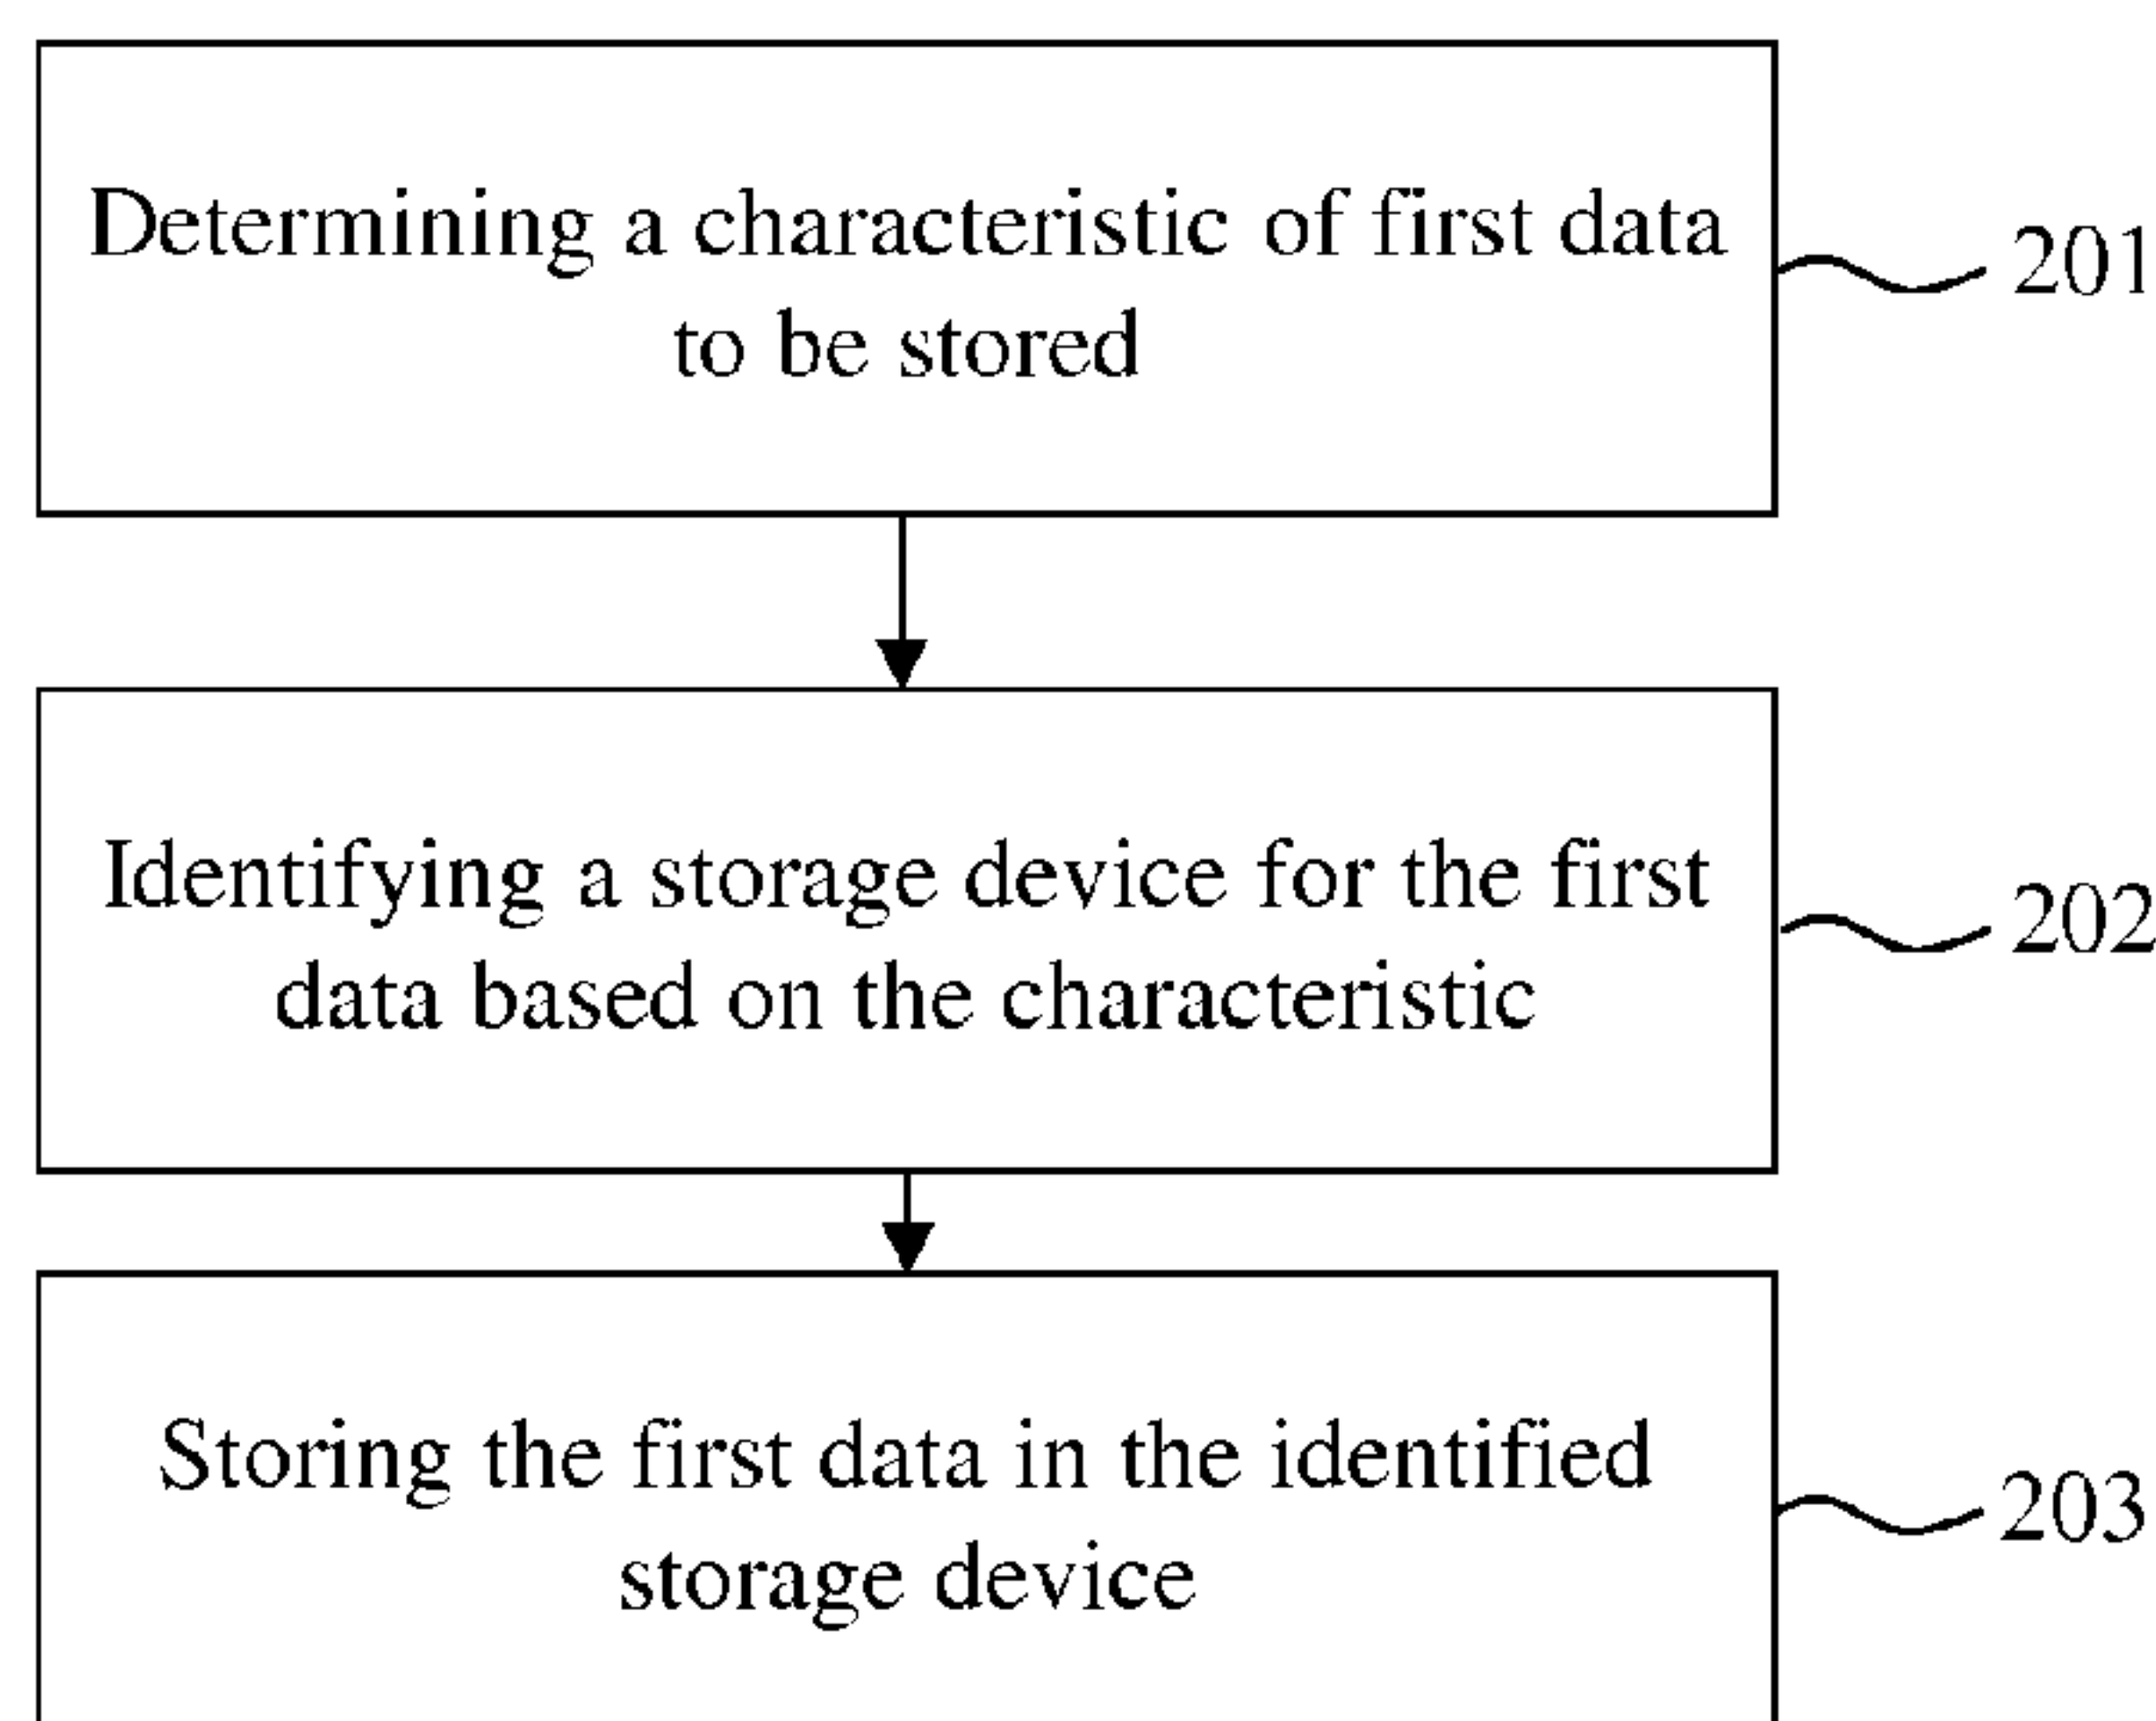 Determining a characteristic of first data
to be stored
201
Identifying a storage device for the first
data based on the characteristic
202
Storing the first data in the identified
storage device
203